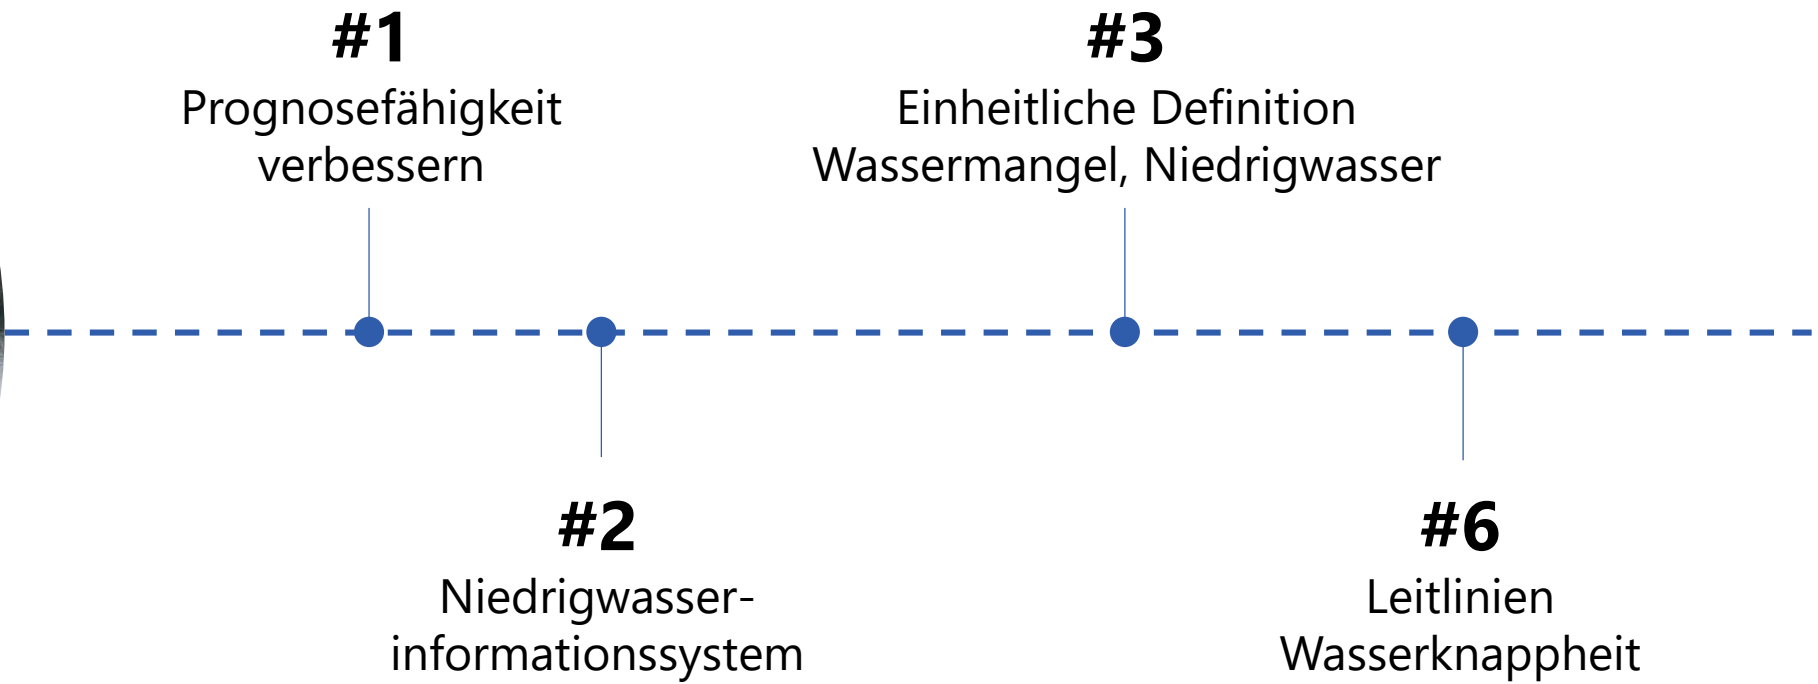 #1
Prognosefähigkeit
verbessern
#3
Einheitliche Definition
Wassermangel, Niedrigwasser
#2
Niedrigwasser-
informationssystem
#6
Leitlinien
Wasserknappheit